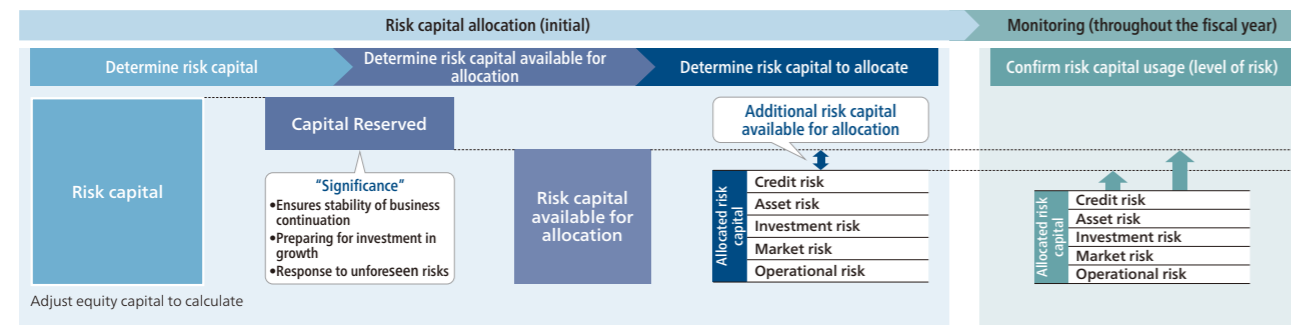 Risk capital allocation (initial)
Monitoring (throughout the fiscal year)
Determine risk capital
Determine risk capital available for
allocation
Determine risk capital to allocate
Confirm risk capital usage (level of risk)
Risk capital
Adjust equity capital to calculate
Capital Reserved
“Significance”
•Ensures stability of business
continuation
•Preparing for investment in
growth
•Response to unforeseen risks
Risk capital
available for
allocation
Additional risk capital
available for allocation
Allocated risk
capital
Credit risk
Asset risk
Investment risk
Market risk
Operational risk
Allocated risk
capital
Credit risk
Asset risk
Investment risk
Market risk
Operational risk